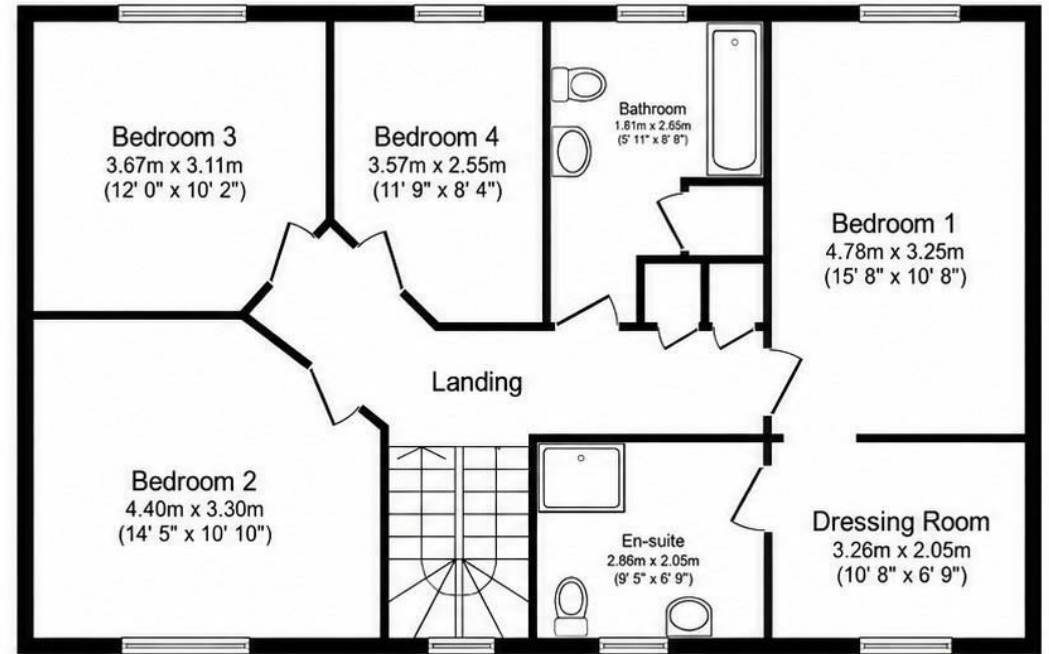 Bedroom 3
3.67m x 3.11m
(12' 0" x 10' 2")
Bedroom 4
3.57m x 2.55m
(11' 9" x 8' 4")
Bathroom
1.81m x 2.65m
(5' 11" x 8' 8")
Bedroom 1
4.78m x 3.25m
(15' 8" x 10' 8")
Landing
Bedroom 2
4.40m x 3.30m
(14' 5" x 10' 10")
En-suite
2.86m x 2.05m
(9' 5" x 6' 9")
Dressing Room
3.26m x 2.05m
(10' 8" x 6' 9")